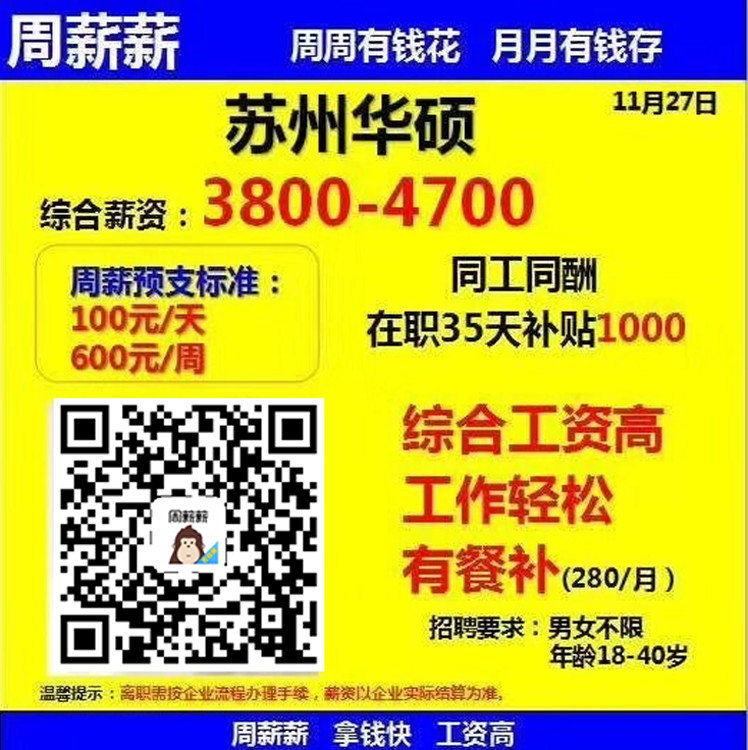 周薪薪
周周有钱花 月月有钱存
11月27日
苏州华硕
综合薪资：3800-4700
周薪预支标准：
100元/天
600元/周
同工同酬
在职35天补贴1000
周薪薪
综合工资高
工作轻松
有餐补(280/月)
招聘要求：男女不限
年龄18-40岁
温馨提示：离职需按企业流程办理手续，薪资以企业实际结算为准。
周薪薪 拿钱快 工资高